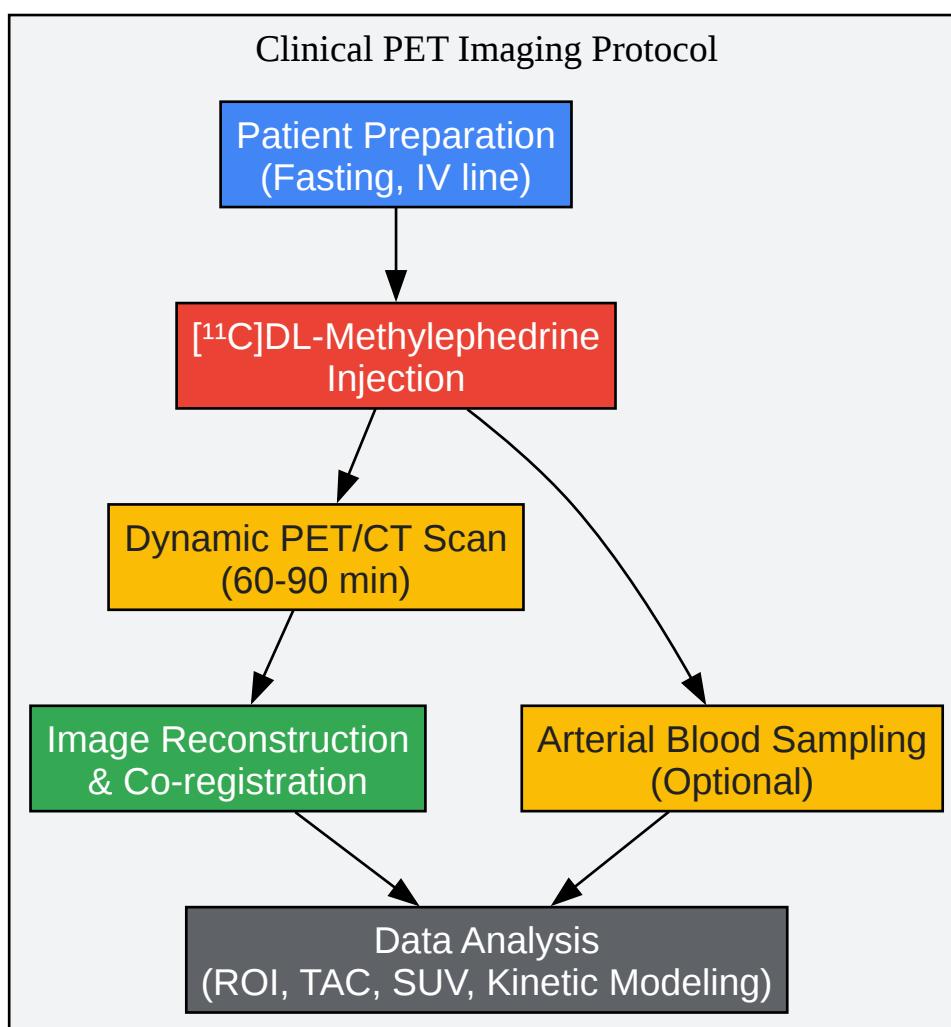 Clinical PET Imaging Protocol
Patient Preparation
(Fasting, IV line)
[¹¹C]DL-Methylephedrine
Injection
Dynamic PET/CT Scan
(60-90 min)
Image Reconstruction
& Co-registration
Arterial Blood Sampling
(Optional)
Data Analysis
(ROI, TAC, SUV, Kinetic Modeling)